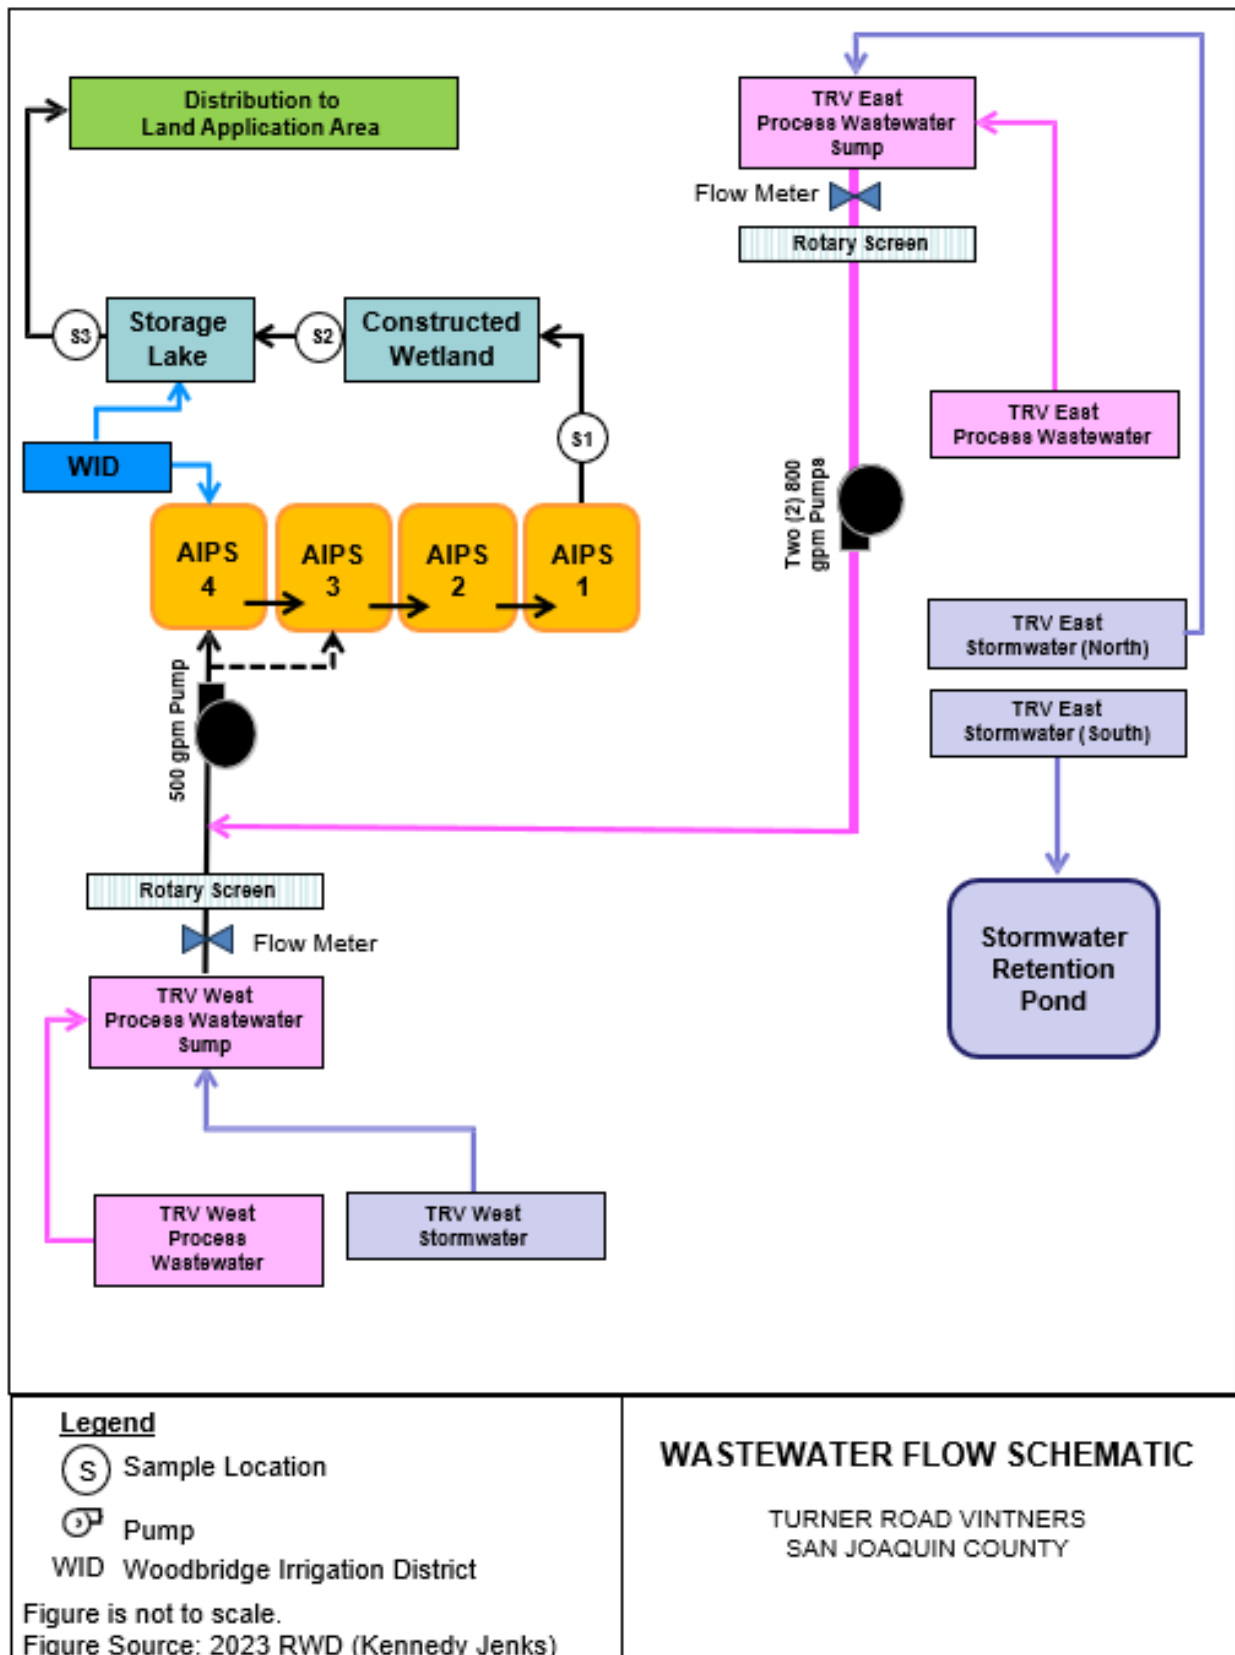 Distribution to
Land Application Area
TRV East
Process Wastewater
Sump
Flow Meter
Rotary Screen
S3
Storage
Lake
S2
Constructed
Wetland
S1
WID
TRV East
Process Wastewater
Two (2) 800
gpm Pumps
AIPS
4
AIPS
3
AIPS
2
AIPS
1
500 gpm Pump
TRV East
Stormwater (North)
TRV East
Stormwater (South)
Stormwater
Retention
Pond
Rotary Screen
Flow Meter
TRV West
Process Wastewater
Sump
TRV West
Process
Wastewater
TRV West
Stormwater
Legend
S Sample Location
Pump
WID Woodbridge Irrigation District
Figure is not to scale.
Figure Source: 2023 RWD (Kennedy Jenks)
WASTEWATER FLOW SCHEMATIC
TURNER ROAD VINTNERS
SAN JOAQUIN COUNTY